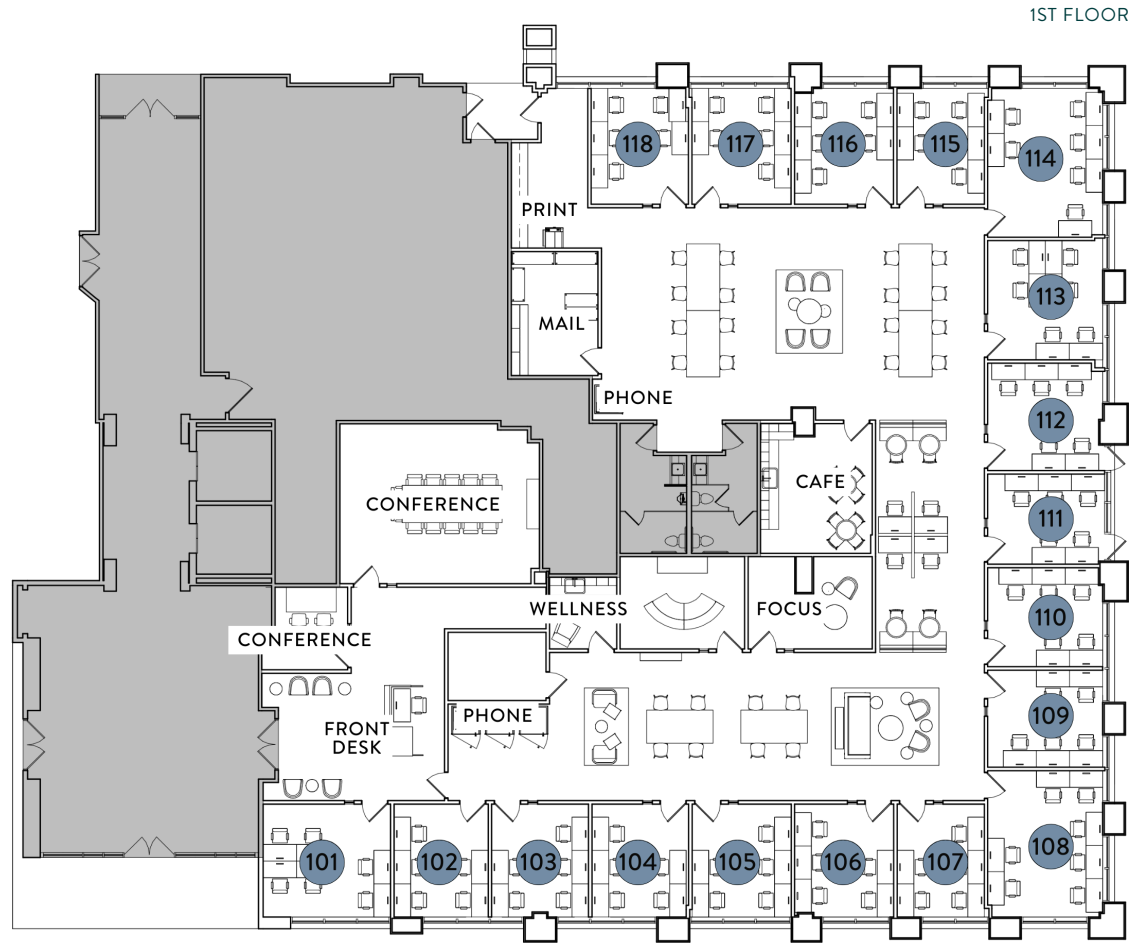 1ST FLOOR
118
117
116
115
114
PRINT
113
MAIL
PHONE
112
CAFE
CONFERENCE
111
WELLNESS
FOCUS
110
CONFERENCE
PHONE
109
FRONT
DESK
108
101
102
103
104
105
106
107